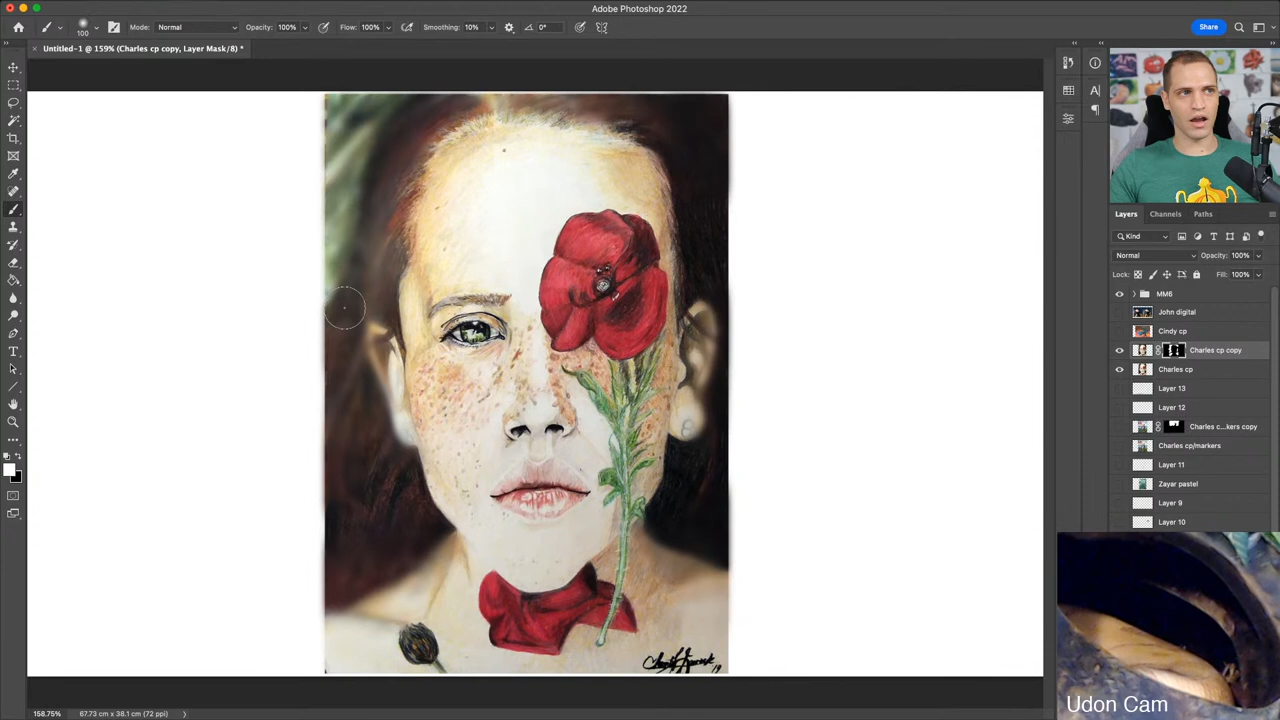 Adobe Photoshop 2022
Mode: Normal Opacity: 100% Flow: 100% Smoothing: 10% 0° Share
100
Untitled-1 @ 159% (Charles cp copy, Layer Mask/8) *
Layers Channels Paths
Kind
Normal Opacity: 100%
Lock: Fill: 100%
MM6
John digital
Cindy cp
Charles cp copy
Charles cp
Layer 13
Layer 12
Charles c...kers copy
Charles cp/markers
Layer 11
Zayar pastel
Layer 9
Layer 10
Udon Cam
158.75% 67.73 cm x 38.1 cm (72 ppi)